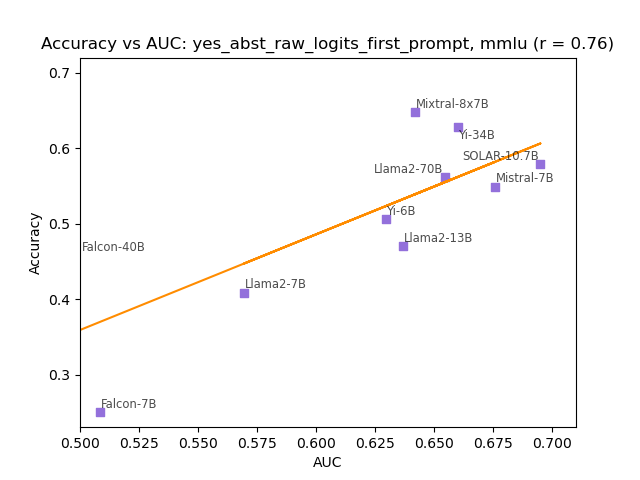 Accuracy vs AUC: yes_abst_raw_logits_first_prompt, mmlu (r = 0.76)
0.7
Mixtral-8x7B
Yi-34B
0.6
SOLAR-10.7B
Llama2-70B
Mistral-7B
Yi-6B
0.5
Llama2-13B
Falcon-40B
Accuracy
Llama2-7B
0.4
0.3
Falcon-7B
0.500 0.525 0.550 0.575 0.600 0.625 0.650 0.675 0.700
AUC